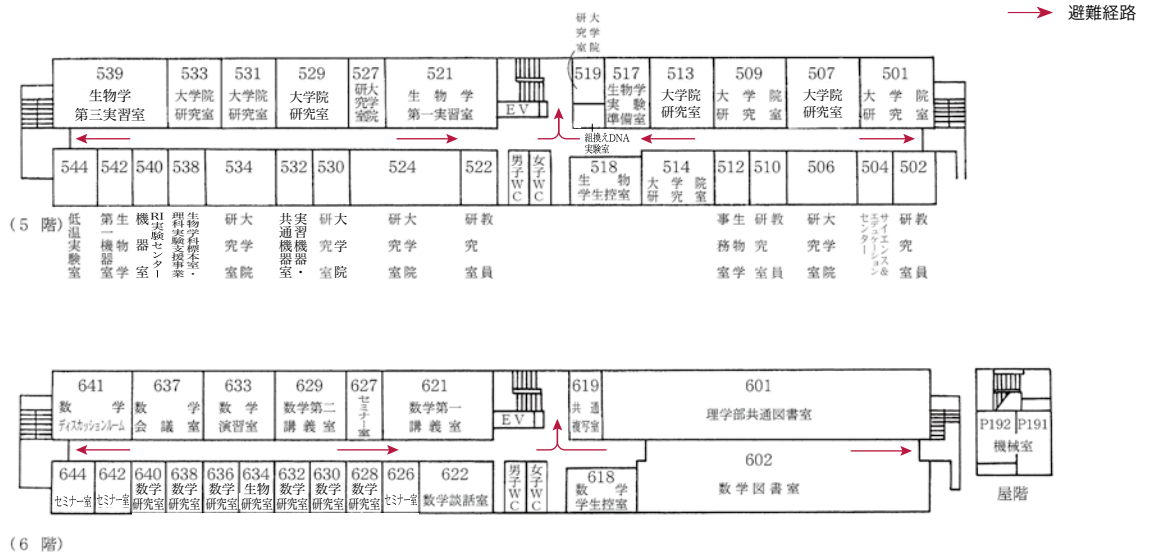 避難経路
大学院
研究室
539
生物学
第三実習室
533
大学院
研究室
531
大学院
研究室
529
大学院
研究室
527
大学院
研究室
521
生物学
第一実習室
EV
519
517
生物学
実験
準備室
513
大学院
研究室
509
大学院
研究室
507
大学院
研究室
501
大学院
研究室
組換えDNA
実験室
544
542
540
538
534
532
530
524
522
男子WC
女子WC
518
生物
学生控室
514
大学院
研究室
512
510
506
504
502
(5 階)
低温実験室
生物学
第一機器室
RI実験センター
機器室
生物学科標本室・
理科実験支援事業
大学院
研究室
実習機器・
共通機器室
大学院
研究室
大学院
研究室
教員
研究室
生物学
事務室
教員
研究室
大学院
研究室
サイエンス&
エデュケーション
センター
教員
研究室
641
数学
ディスカッションルーム
637
数学
会議室
633
数学
演習室
629
数学第二
講義室
627
セミナー室
621
数学第一
講義室
EV
619
共通
複写室
601
理学部共通図書室
644
セミナー室
642
セミナー室
640
数学
研究室
638
数学
研究室
636
数学
研究室
634
生物
研究室
632
数学
研究室
630
数学
研究室
628
数学
研究室
626
セミナー室
622
数学談話室
男子WC
女子WC
618
数学
学生控室
602
数学図書室
P192
P191
機械室
屋階
(6 階)